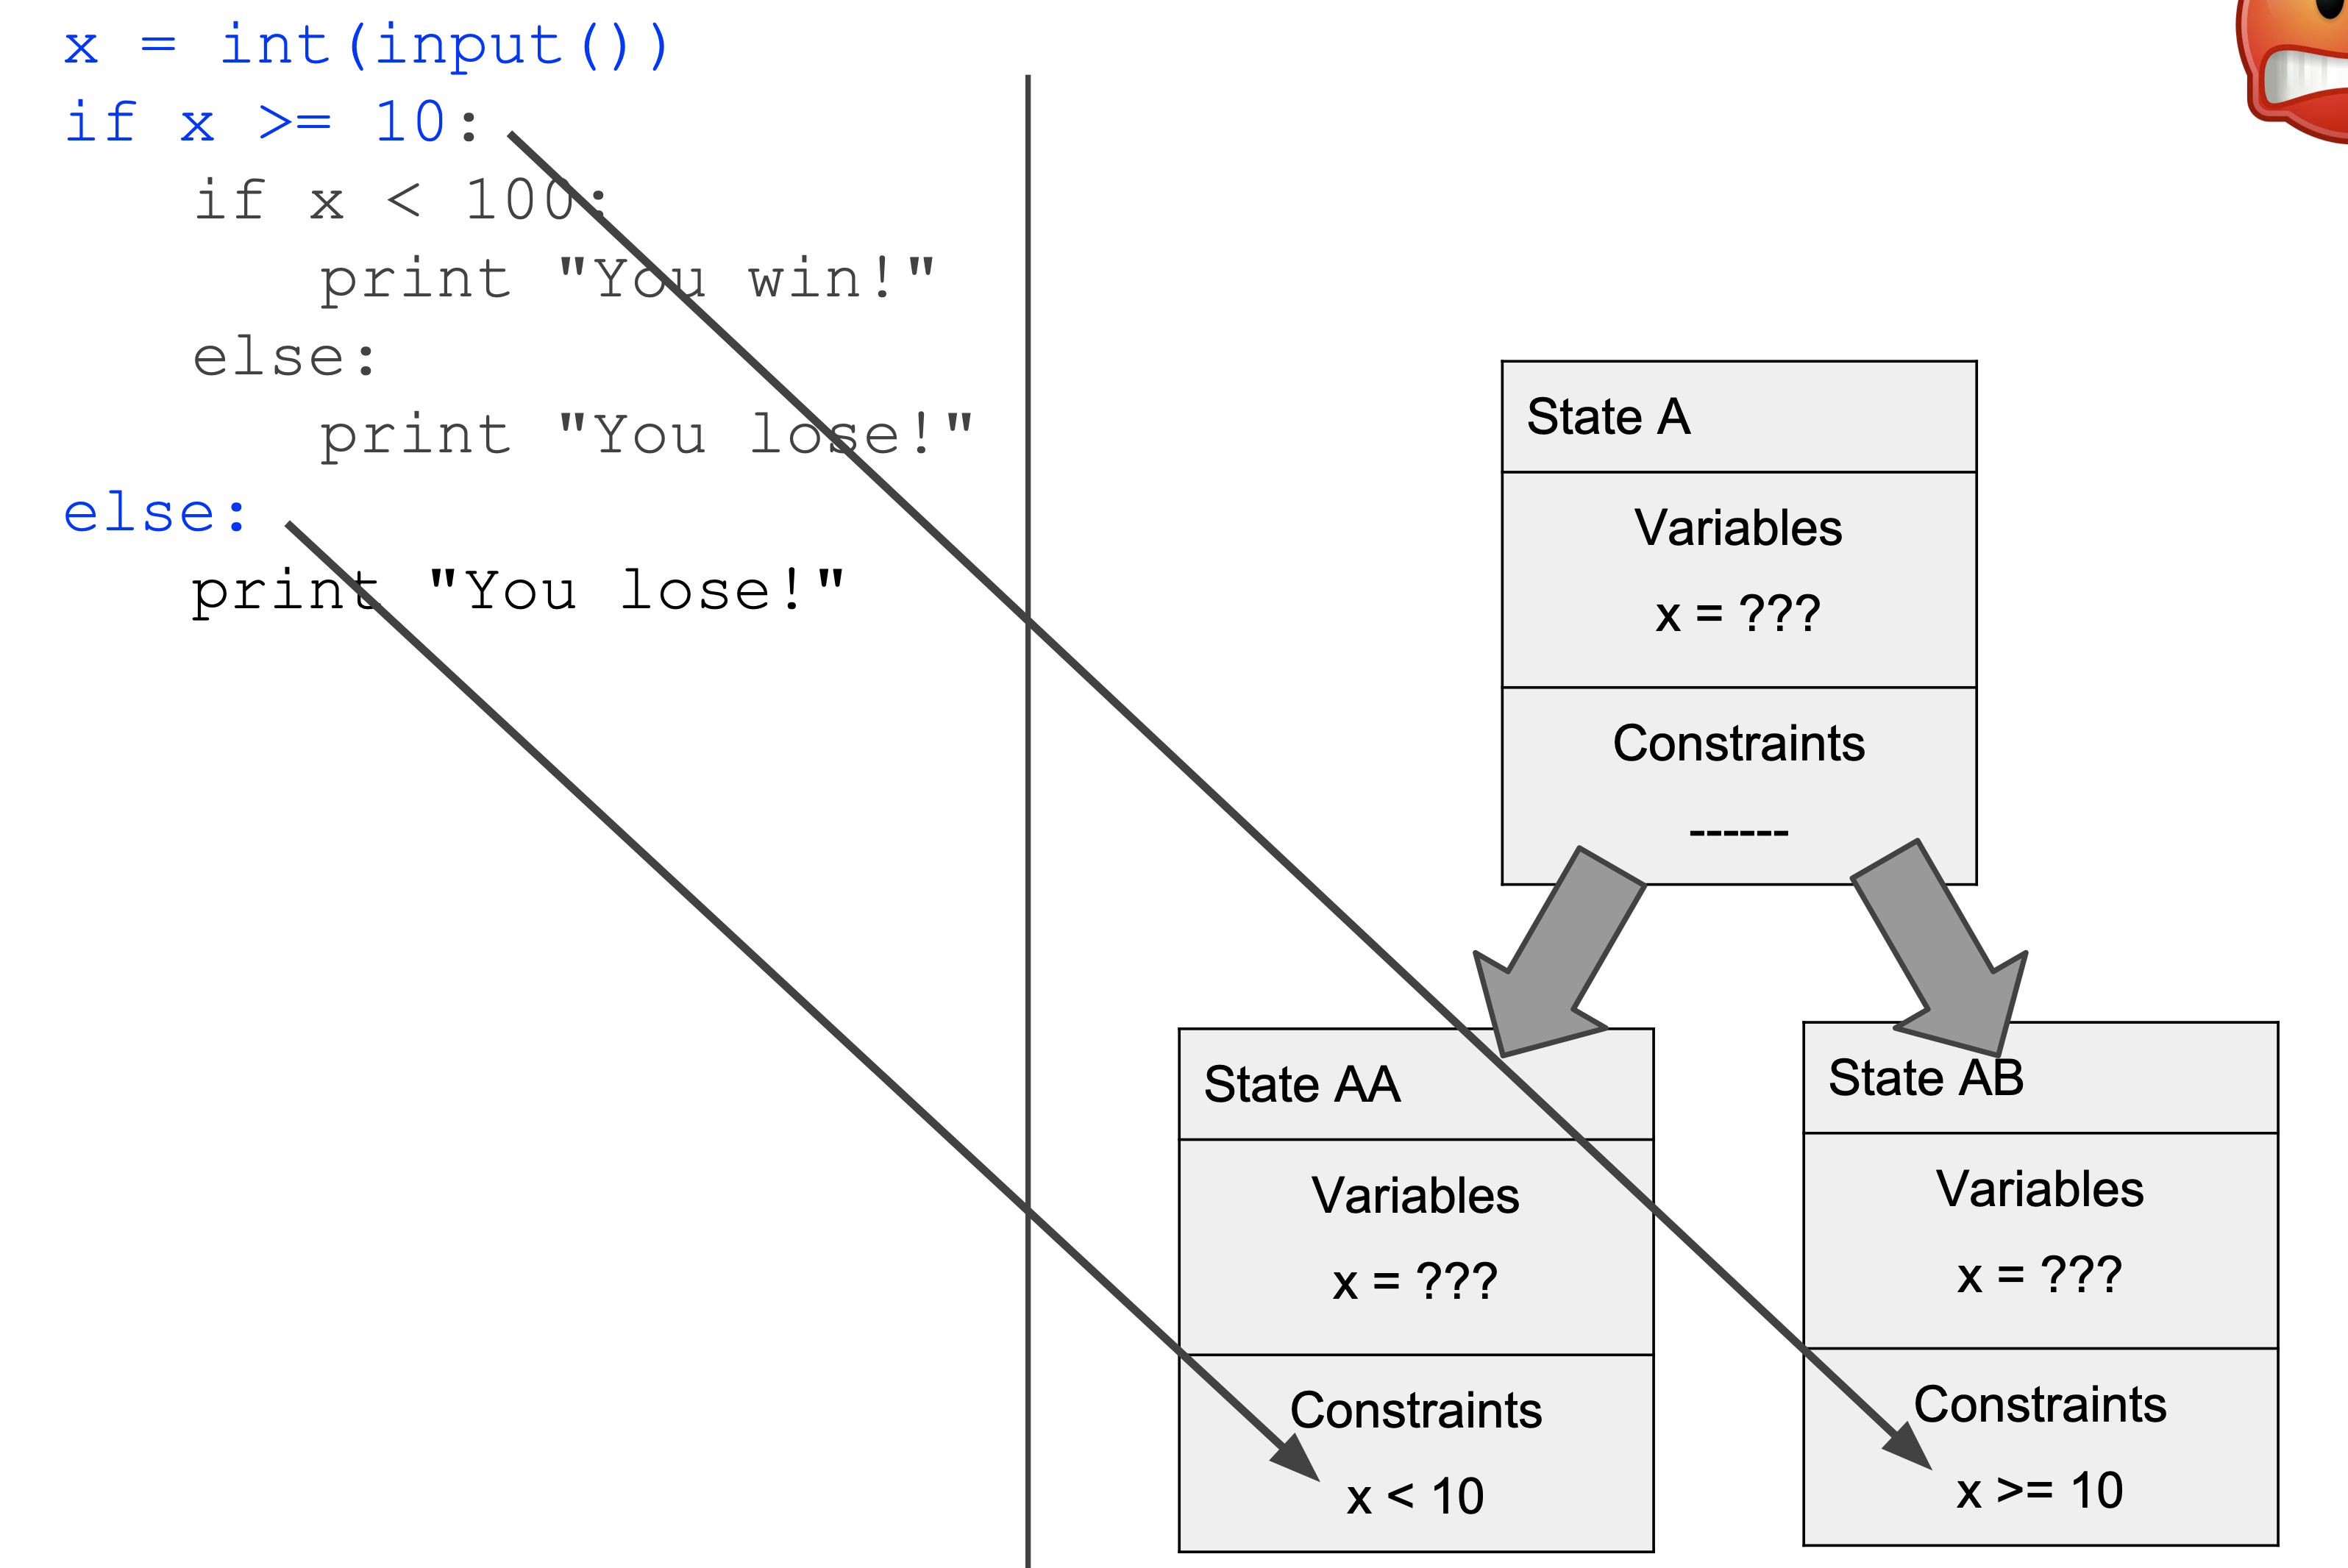 x = int(input())
if x >= 10:
    if x < 100:
        print "You win!"
    else:
        print "You lose!"
else:
    print "You lose!"
State A
Variables
x = ???
Constraints
------
State AA
Variables
x = ???
Constraints
x < 10
State AB
Variables
x = ???
Constraints
x >= 10